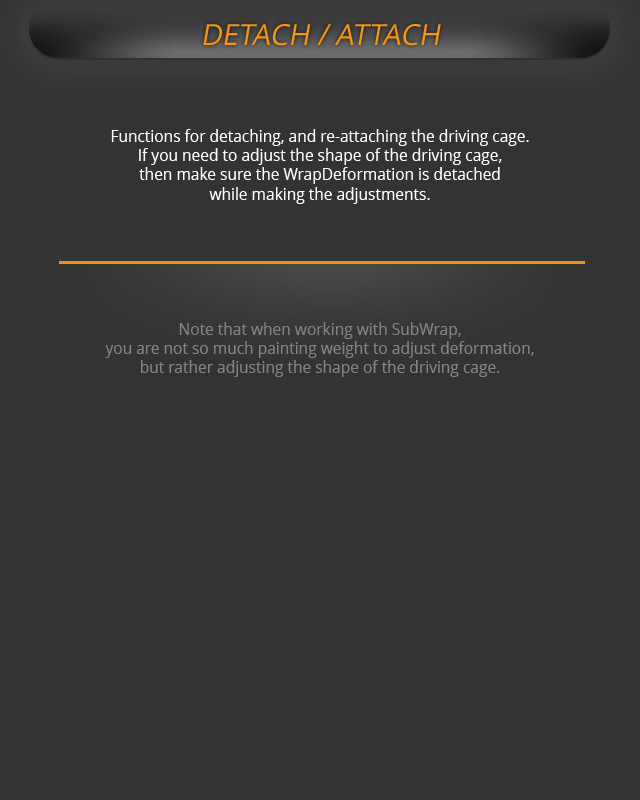 DETACH / ATTACH
Functions for detaching, and re-attaching the driving cage.
If you need to adjust the shape of the driving cage,
then make sure the WrapDeformation is detached
while making the adjustments.
Note that when working with SubWrap,
you are not so much painting weight to adjust deformation,
but rather adjusting the shape of the driving cage.